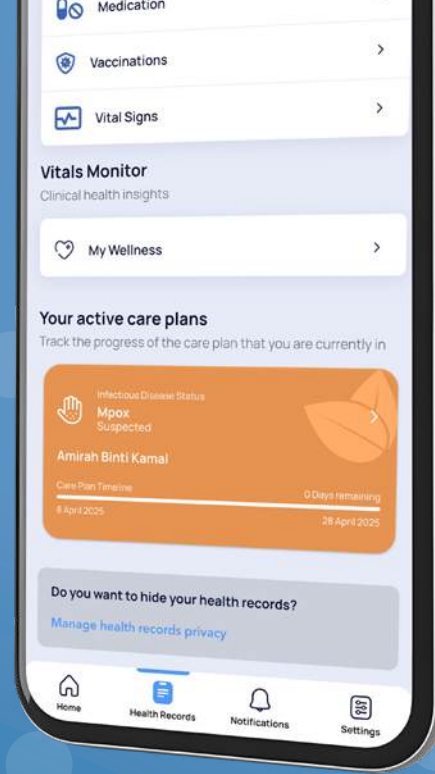 Medication
Vaccinations
Vital Signs
Vitals Monitor
Clinical health insights
My Wellness
Your active care plans
Track the progress of the care plan that you are currently in
Infectious Disease Status
Mpox
Suspected
Amirah Binti Kamal
Care Plan Timeline
0 Days remaining
8 April 2025
28 April 2025
Do you want to hide your health records?
Manage health records privacy
Home
Health Records
Notifications
Settings